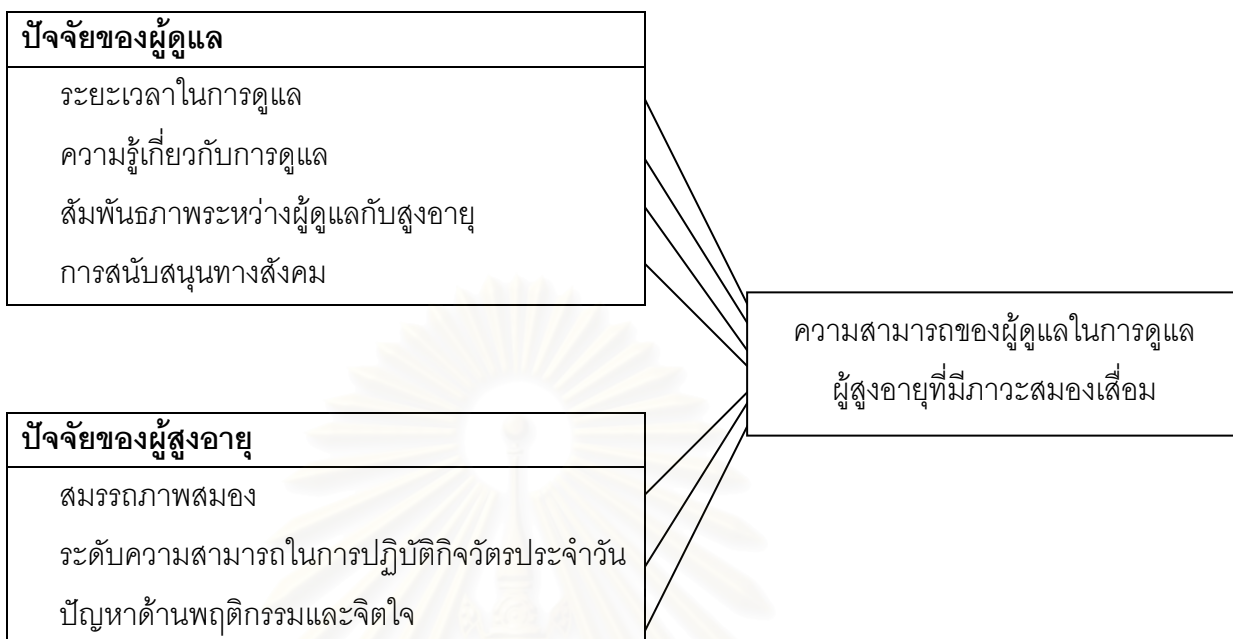 ปัจจัยของผู้ดูแล
ระยะเวลาในการดูแล
ความรู้เกี่ยวกับการดูแล
สัมพันธภาพระหว่างผู้ดูแลกับสูงอายุ
การสนับสนุนทางสังคม
ความสามารถของผู้ดูแลในการดูแล
ผู้สูงอายุที่มีภาวะสมองเสื่อม
ปัจจัยของผู้สูงอายุ
สมรรถภาพสมอง
ระดับความสามารถในการปฏิบัติกิจวัตรประจำวัน
ปัญหาด้านพฤติกรรมและจิตใจ